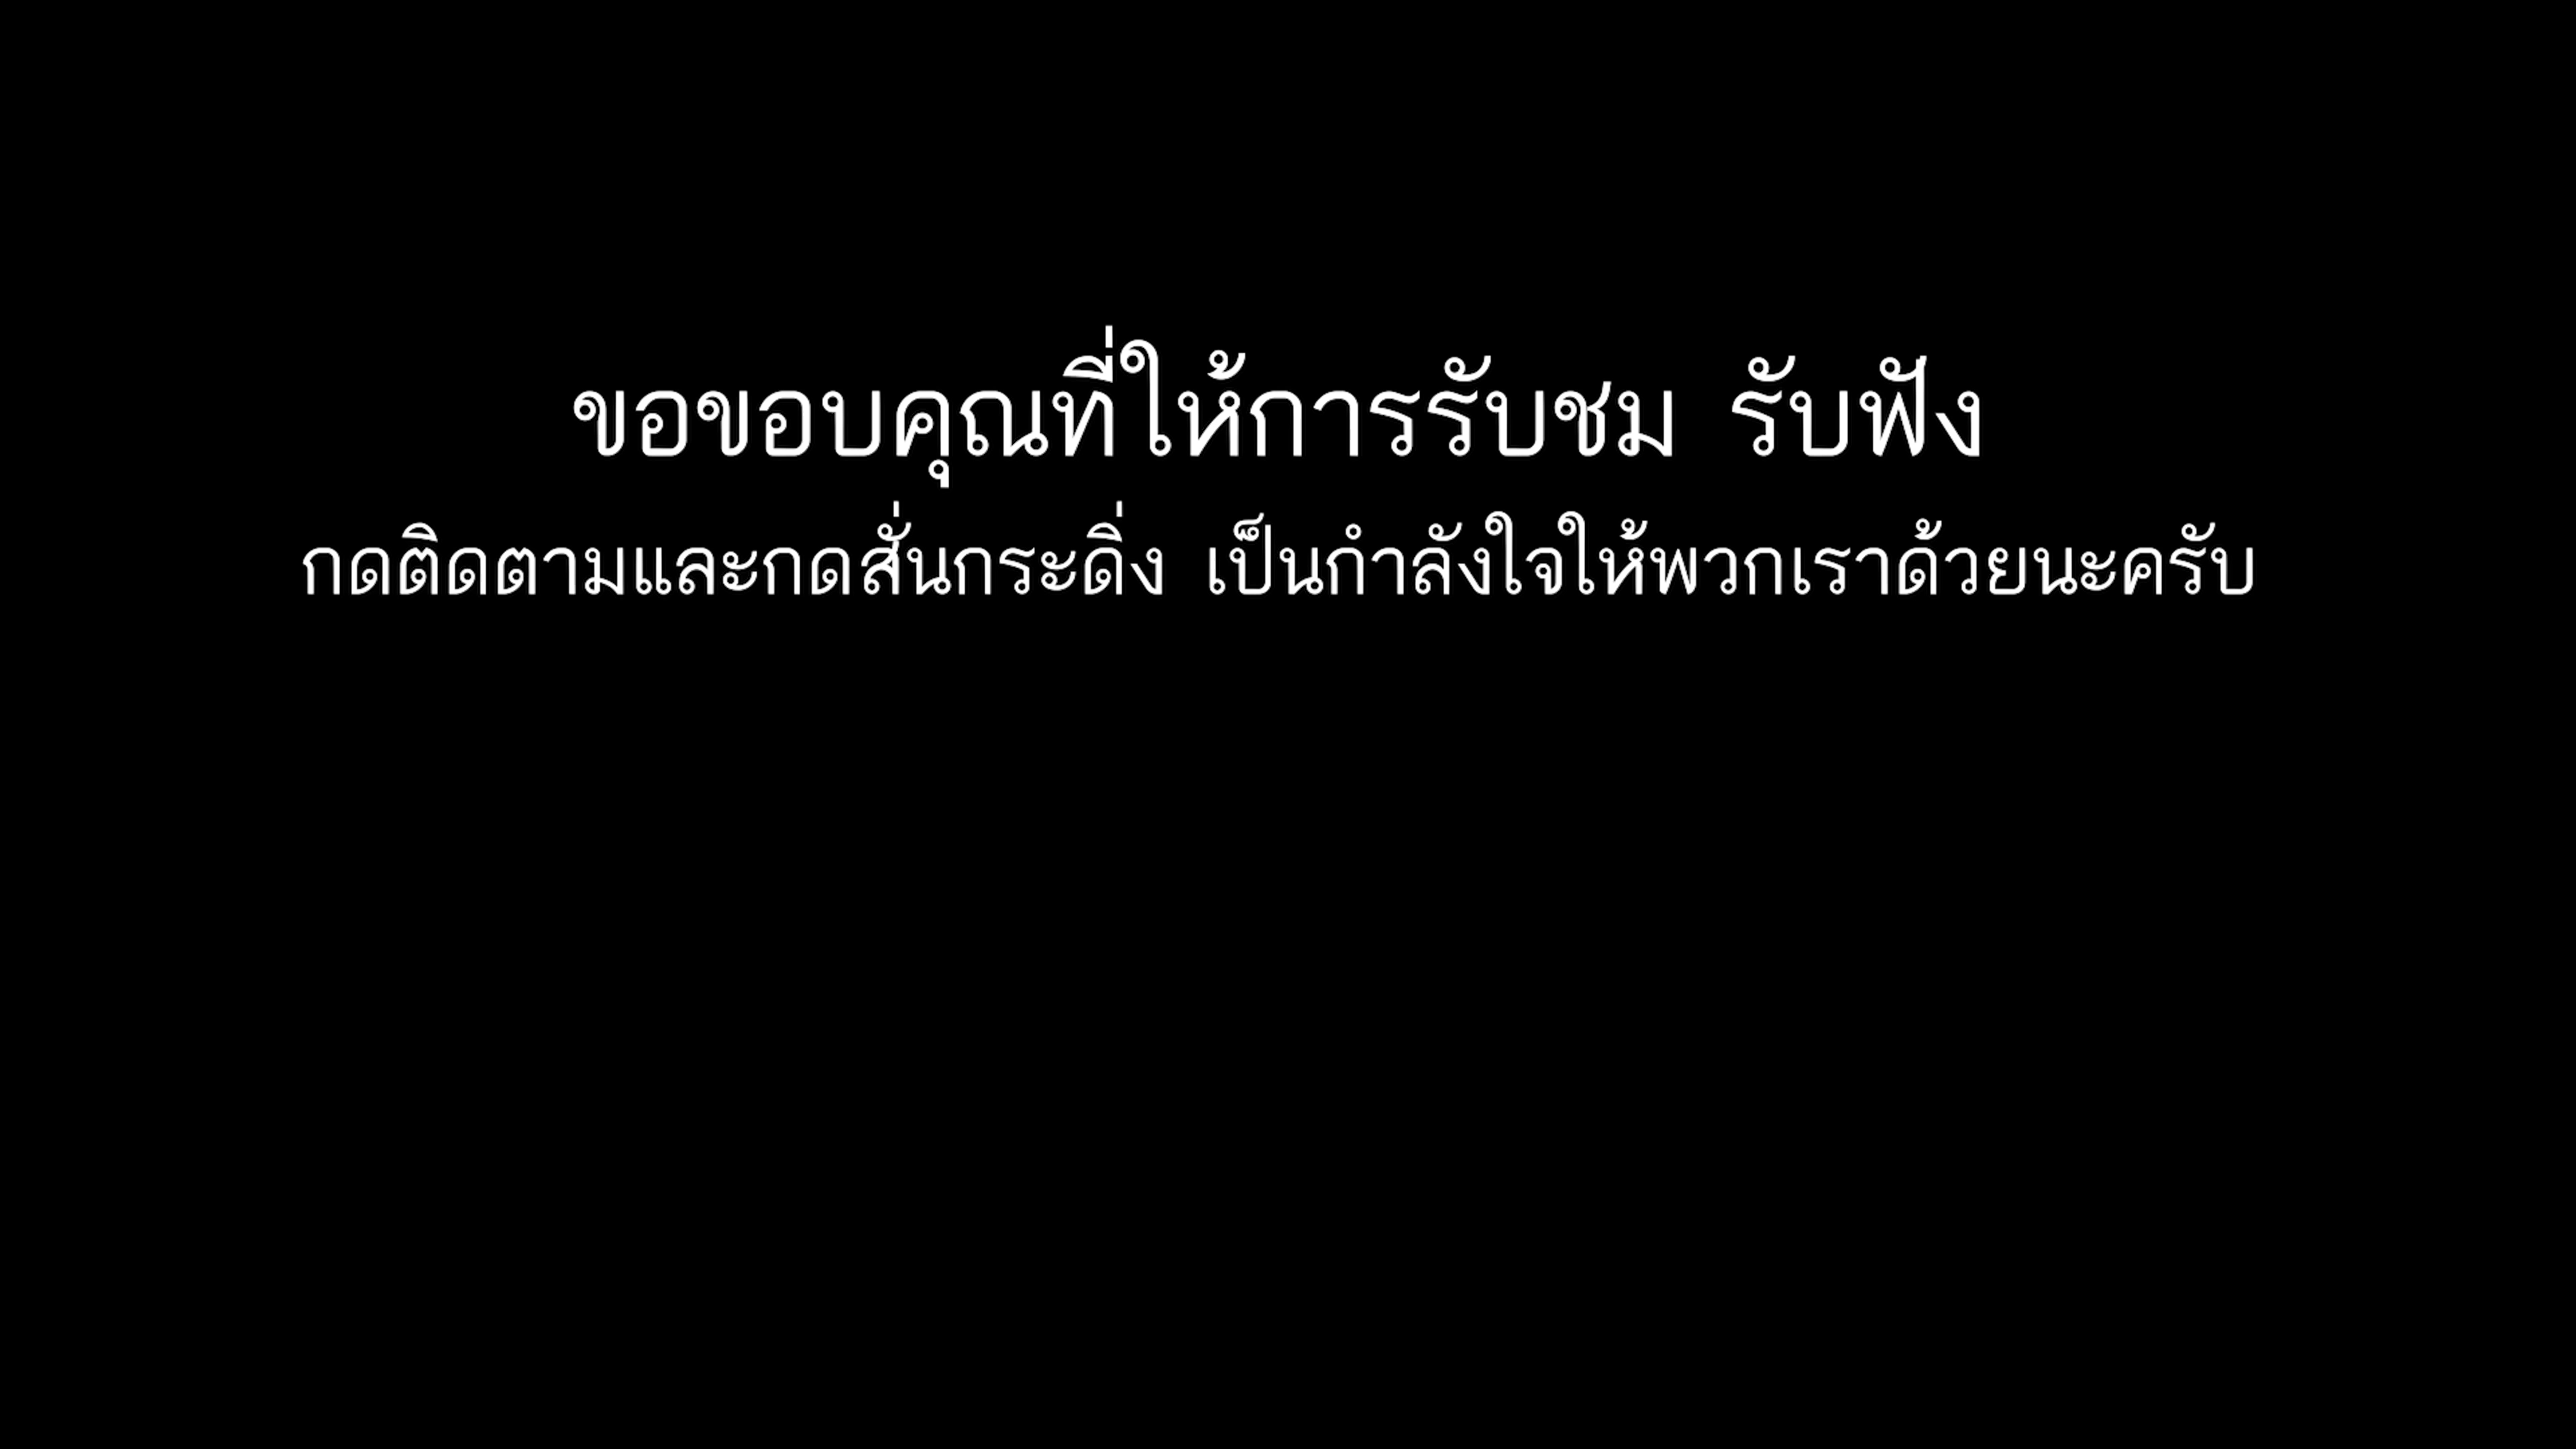 ขอขอบคุณที่ให้การรับชม รับฟัง
กดติดตามและกดสั่นกระดิ่ง เป็นกำลังใจให้พวกเราด้วยนะครับ